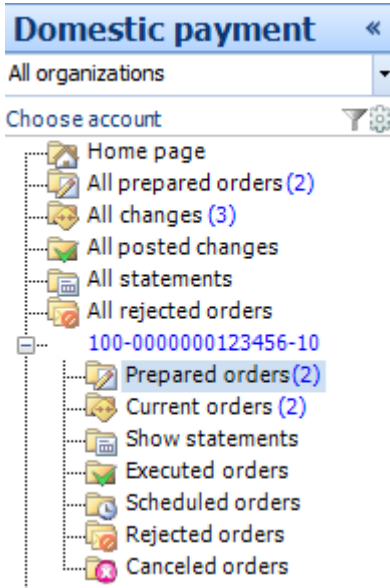 Domestic payment «
All organizations
Choose account
Home page
All prepared orders (2)
All changes (3)
All posted changes
All statements
All rejected orders
100-0000000123456-10
Prepared orders(2)
Current orders (2)
Show statements
Executed orders
Scheduled orders
Rejected orders
Canceled orders